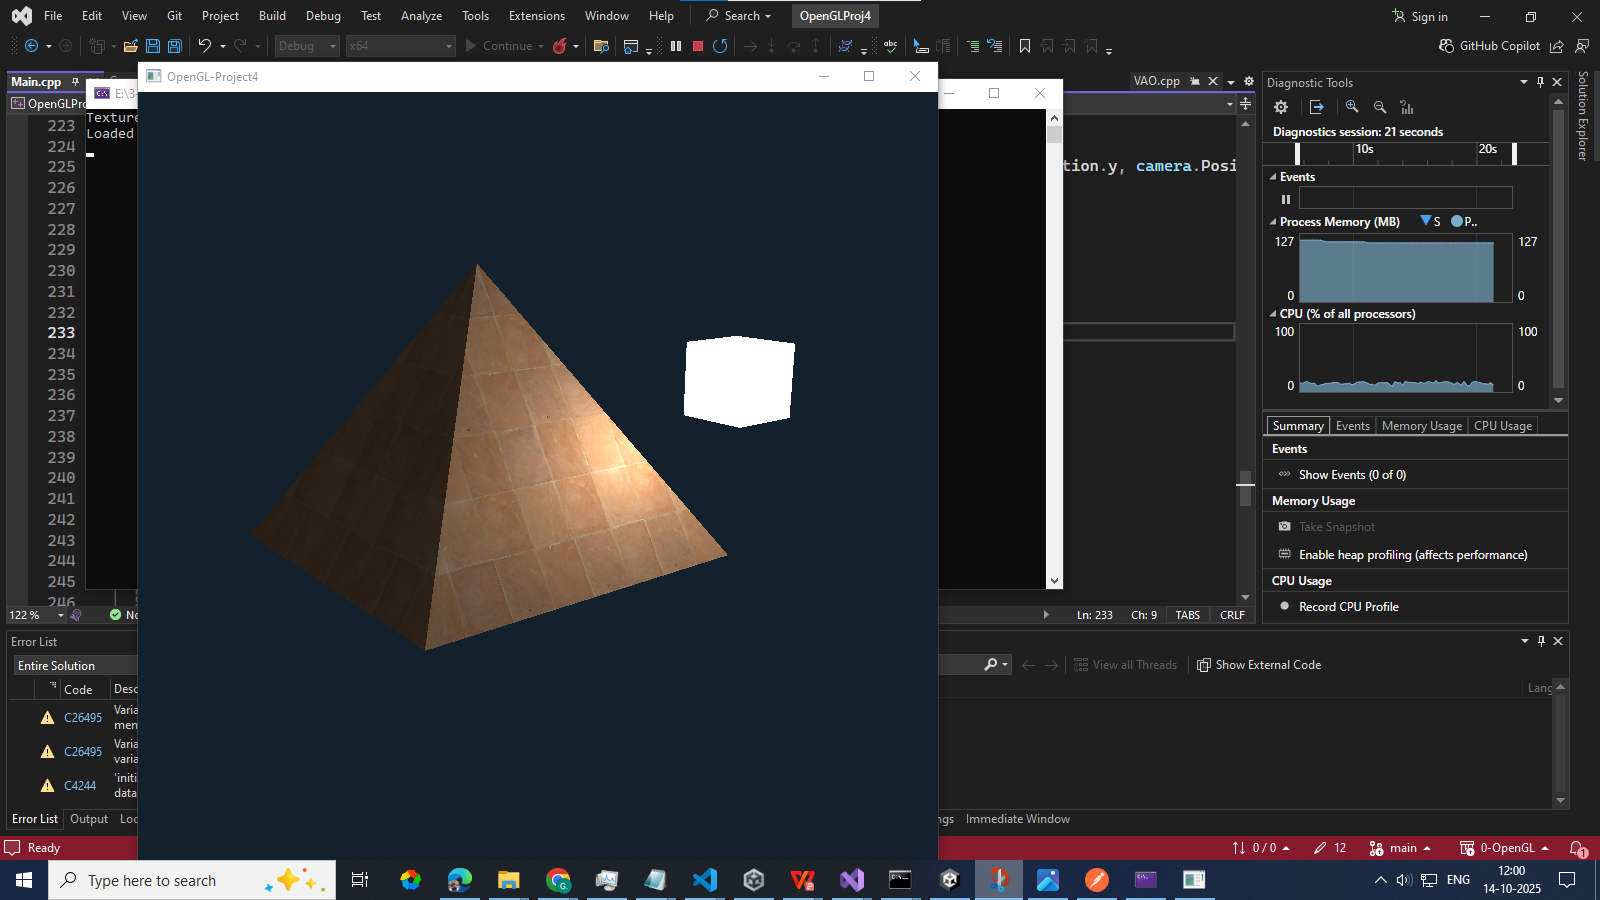 File Edit View Git Project Build Debug Test Analyze Tools Extensions Window Help Search OpenGLProj4 Sign in
Debug x64 Continue GitHub Copilot
Main.cpp OpenGL-Project4 VAO.cpp Diagnostic Tools
OpenGLPro E:\3-
Texture
Loaded
223
224
225
226
227
228
229
230
231
232
233
234
235
236
237
238
239
240
241
242
243
244
245
246
tion.y, camera.Posi
Diagnostics session: 21 seconds
10s 20s
Events
Process Memory (MB) S P..
127 127
0 0
CPU (% of all processors)
100 100
0 0
Summary Events Memory Usage CPU Usage
Events
Show Events (0 of 0)
Memory Usage
Take Snapshot
Enable heap profiling (affects performance)
CPU Usage
Record CPU Profile
Solution Explorer
122 % No Ln: 233 Ch: 9 TABS CRLF
Error List
Entire Solution View all Threads Show External Code
Code Desc Lang
C26495 Varia
mem
C26495 Varia
varia
C4244 'initi
data
Error List Output Loc ngs Immediate Window
Ready 0 / 0 12 main 0-OpenGL 1
Type here to search ENG 12:00
14-10-2025